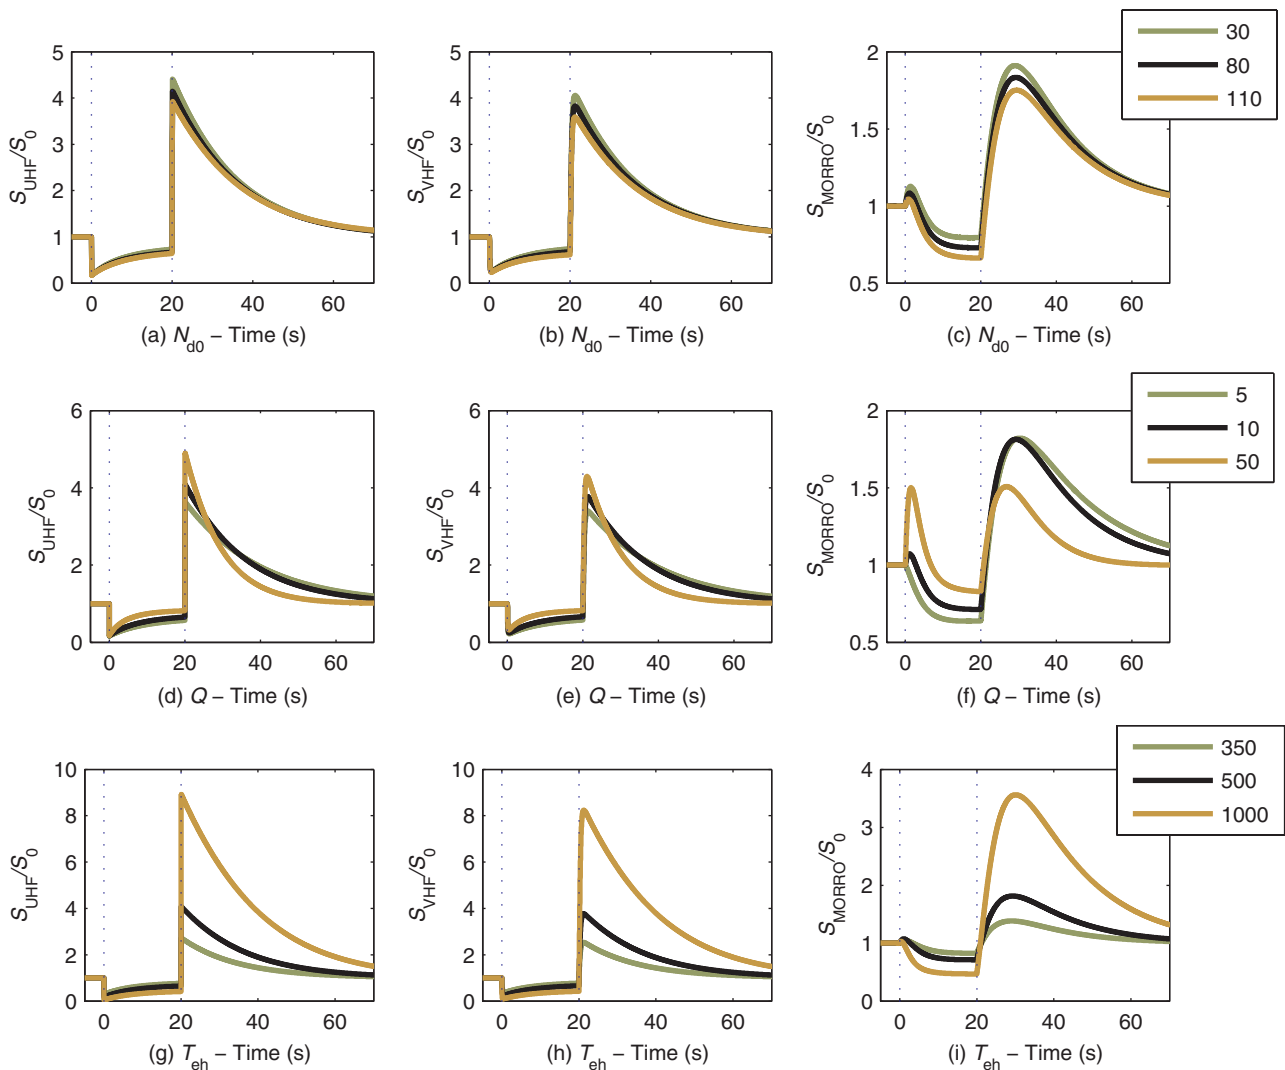 5
4
3
2
1
0
S_UHF/S_0
0 20 40 60
(a) N_d0 – Time (s)
5
4
3
2
1
0
S_VHF/S_0
0 20 40 60
(b) N_d0 – Time (s)
2
1.5
1
0.5
S_MORRO/S_0
0 20 40 60
(c) N_d0 – Time (s)
30
80
110
6
4
2
0
S_UHF/S_0
0 20 40 60
(d) Q – Time (s)
6
4
2
0
S_VHF/S_0
0 20 40 60
(e) Q – Time (s)
2
1.5
1
0.5
S_MORRO/S_0
0 20 40 60
(f) Q – Time (s)
5
10
50
10
8
6
4
2
0
S_UHF/S_0
0 20 40 60
(g) T_eh – Time (s)
10
8
6
4
2
0
S_VHF/S_0
0 20 40 60
(h) T_eh – Time (s)
4
3
2
1
0
S_MORRO/S_0
0 20 40 60
(i) T_eh – Time (s)
350
500
1000